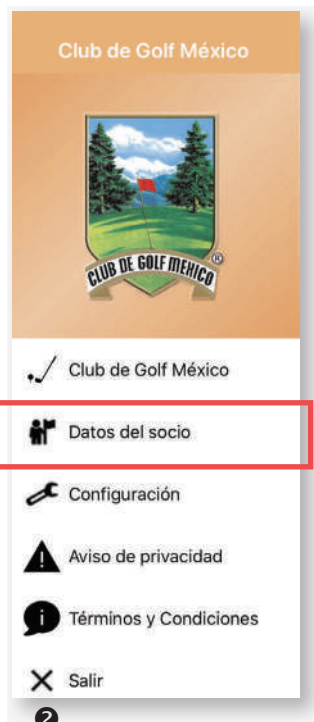 Club de Golf México
CLUB DE GOLF MEXICO
®
Club de Golf México
Datos del socio
Configuración
Aviso de privacidad
Términos y Condiciones
Salir
❷